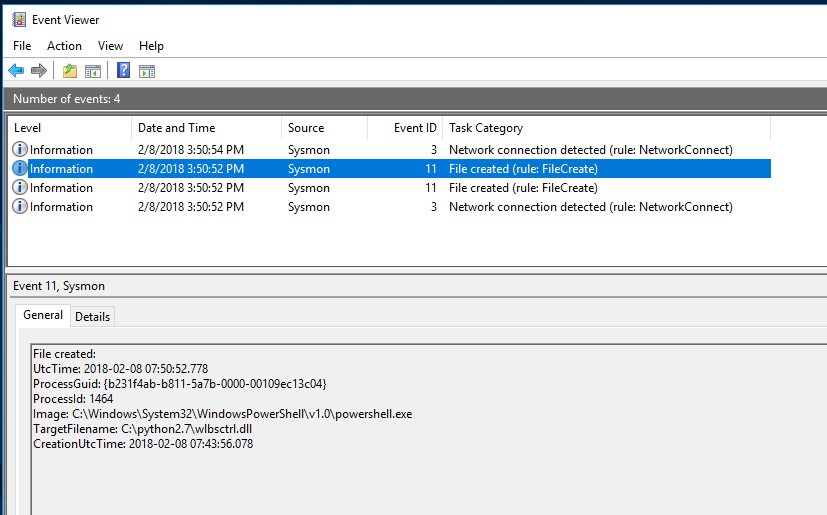 Event Viewer
File Action View Help
Number of events: 4
Level Date and Time Source Event ID Task Category
Information 2/8/2018 3:50:54 PM Sysmon 3 Network connection detected (rule: NetworkConnect)
Information 2/8/2018 3:50:52 PM Sysmon 11 File created (rule: FileCreate)
Information 2/8/2018 3:50:52 PM Sysmon 11 File created (rule: FileCreate)
Information 2/8/2018 3:50:52 PM Sysmon 3 Network connection detected (rule: NetworkConnect)
Event 11, Sysmon
General Details
File created:
UtcTime: 2018-02-08 07:50:52.778
ProcessGuid: {b231f4ab-b811-5a7b-0000-00109ec13c04}
ProcessId: 1464
Image: C:\Windows\System32\WindowsPowerShell\v1.0\powershell.exe
TargetFilename: C:\python2.7\wlbsctrl.dll
CreationUtcTime: 2018-02-08 07:43:56.078